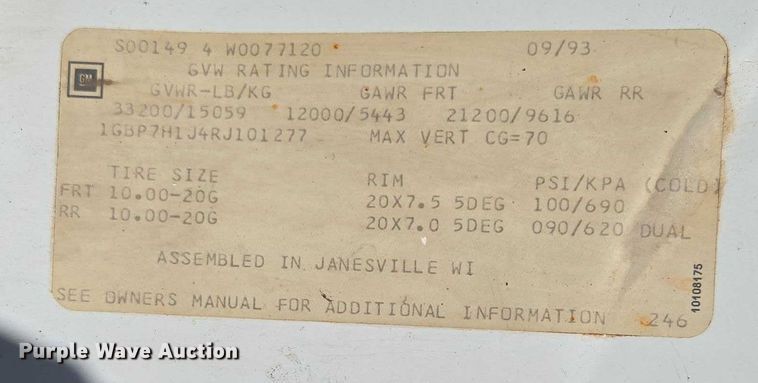 S00149 4 W0077120 09/93
GVW RATING INFORMATION
GM
GVWR-LB/KG GAWR FRT GAWR RR
33200/15059 12000/5443 21200/9616
1GBP7H1J4RJ101277 MAX VERT CG=70
TIRE SIZE RIM PSI/KPA (COLD)
FRT 10.00-20G 20X7.5 5DEG 100/690
RR 10.00-20G 20X7.0 5DEG 090/620 DUAL
ASSEMBLED IN JANESVILLE WI
SEE OWNERS MANUAL FOR ADDITIONAL INFORMATION 246
10108175
Purple Wave Auction